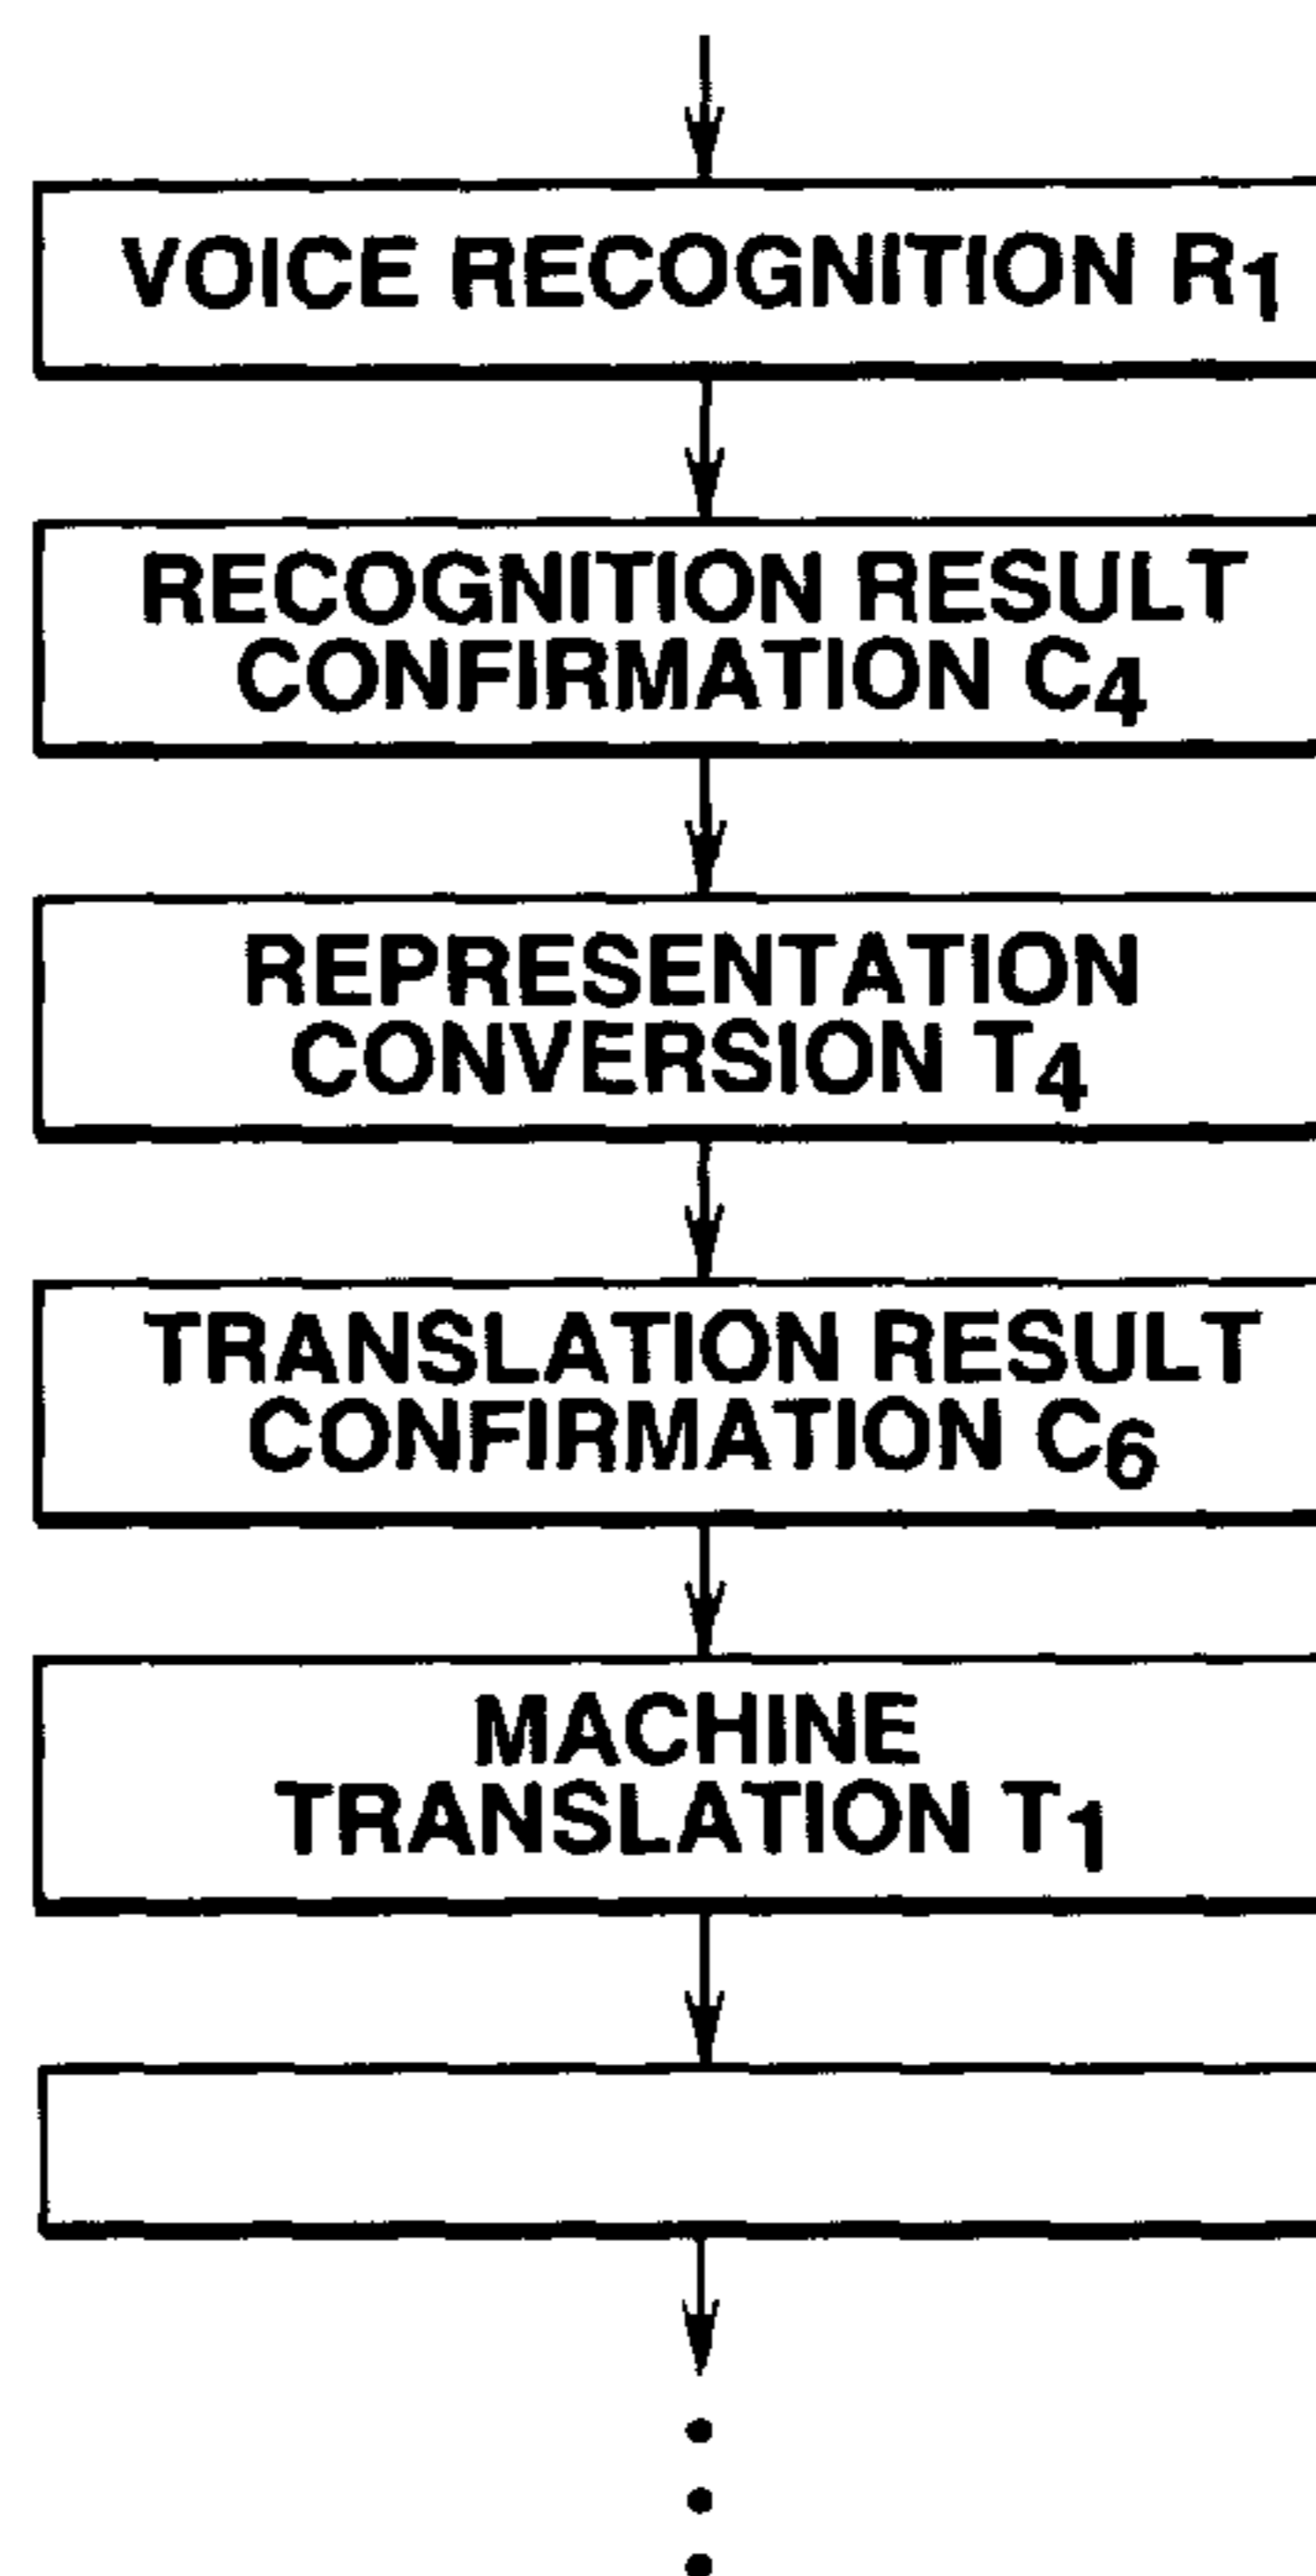 VOICE RECOGNITION R1
RECOGNITION RESULT
CONFIRMATION C4
REPRESENTATION
CONVERSION T4
TRANSLATION RESULT
CONFIRMATION C6
MACHINE
TRANSLATION T1